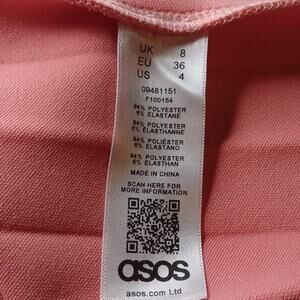 UK 8
EU 36
US 4
09481151
F100154
94% POLYESTER
6% ELASTHANNE
94% POLYESTER
6% ELASTANE
94% POLIÉSTER
6% ELASTANO
94% POLYESTER
6% ELASTHAN
MADE IN CHINA
SCAN HERE FOR
MORE INFORMATION
asos
asos.com Ltd